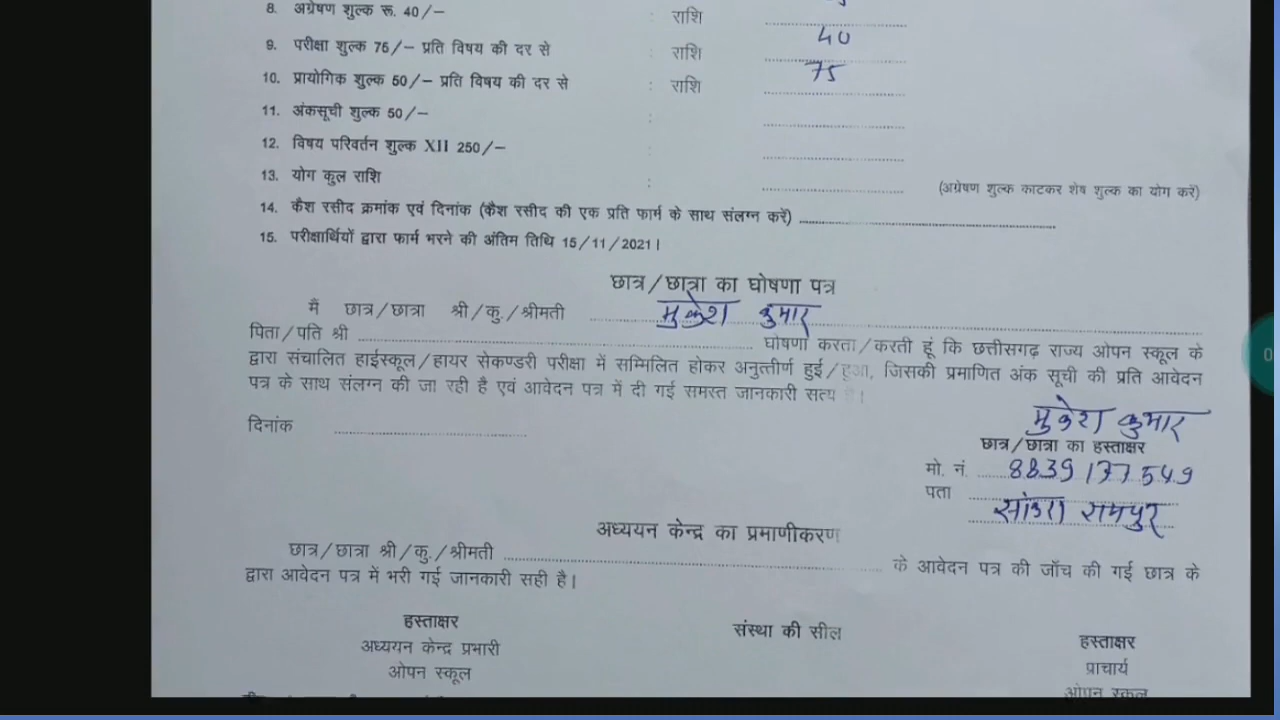 8. अग्रेषण शुल्क रू. 40/– : राशि ........
40
9. परीक्षा शुल्क 75/– प्रति विषय की दर से : राशि ........
75
10. प्रायोगिक शुल्क 50/– प्रति विषय की दर से : राशि ........
11. अंकसूची शुल्क 50/– : ........
12. विषय परिवर्तन शुल्क XII 250/– ........
13. योग कुल राशि : ........ (अग्रेषण शुल्क काटकर शेष शुल्क का योग करें)
14. कैश रसीद क्रमांक एवं दिनांक (कैश रसीद की एक प्रति फार्म के साथ संलग्न करें) ........
15. परीक्षार्थियों द्वारा फार्म भरने की अंतिम तिथि 15/11/2021।
छात्र/छात्रा का घोषणा पत्र
मैं छात्र/छात्रा श्री/कु./श्रीमती ........ मुकेश कुमार ........
पिता/पति श्री ........ घोषणा करता/करती हूं कि छत्तीसगढ़ राज्य ओपन स्कूल के
द्वारा संचालित हाईस्कूल/हायर सेकण्डरी परीक्षा में सम्मिलित होकर अनुत्तीर्ण हुई/हुआ, जिसकी प्रमाणित अंक सूची की प्रति आवेदन
पत्र के साथ संलग्न की जा रही है एवं आवेदन पत्र में दी गई समस्त जानकारी सत्य है।
मुकेश कुमार
दिनांक ........
छात्र/छात्रा का हस्ताक्षर
मो. नं. 8839177549
पता ........
रामपुर
अध्ययन केन्द्र का प्रमाणीकरण
छात्र/छात्रा श्री/कु./श्रीमती ........ के आवेदन पत्र की जाँच की गई छात्र के
द्वारा आवेदन पत्र में भरी गई जानकारी सही है।
हस्ताक्षर संस्था की सील हस्ताक्षर
अध्ययन केन्द्र प्रभारी प्राचार्य
ओपन स्कूल ओपन स्कूल